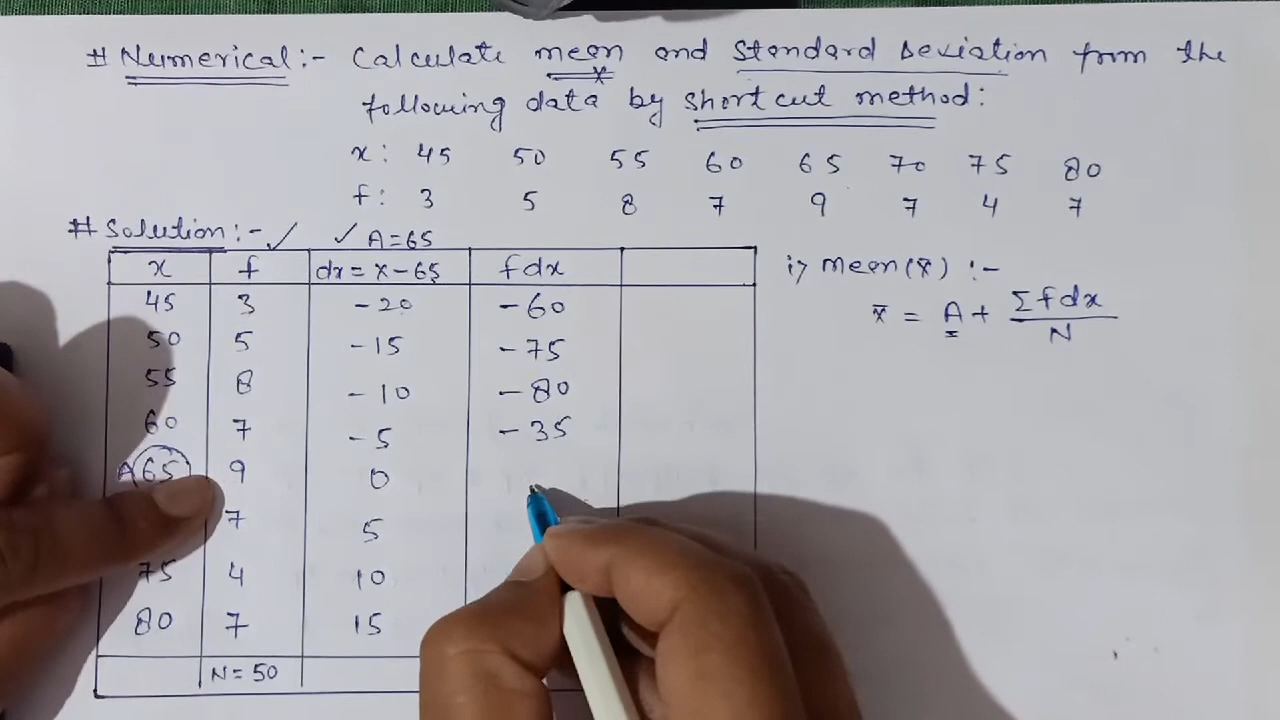 # Numerical:- Calculate mean and Standard Deviation from the
following data by short cut method:
x: 45 50 55 60 65 70 75 80
f: 3 5 8 7 9 7 4 7
# Solution:- ✓ ✓ A=65
x f dx = x-65 fdx
45 3 -20 -60
50 5 -15 -75
55 8 -10 -80
60 7 -5 -35
A 65 9 0
7 5
75 4 10
80 7 15
N = 50
i) mean (x̄) :-
x̄ = A + Σfdx / N